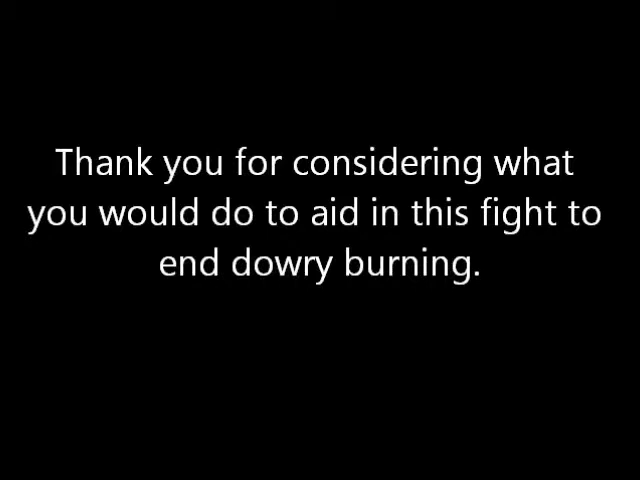 Thank you for considering what
you would do to aid in this fight to
end dowry burning.